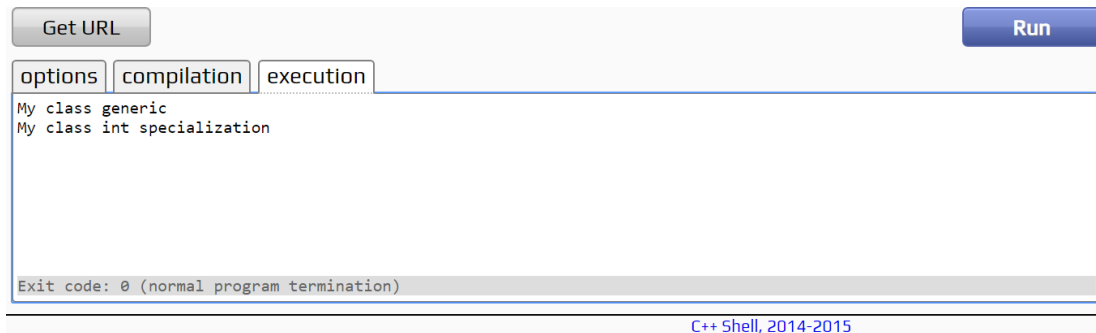 Get URL
Run
options compilation execution
My class generic
My class int specialization
Exit code: 0 (normal program termination)
C++ Shell, 2014-2015